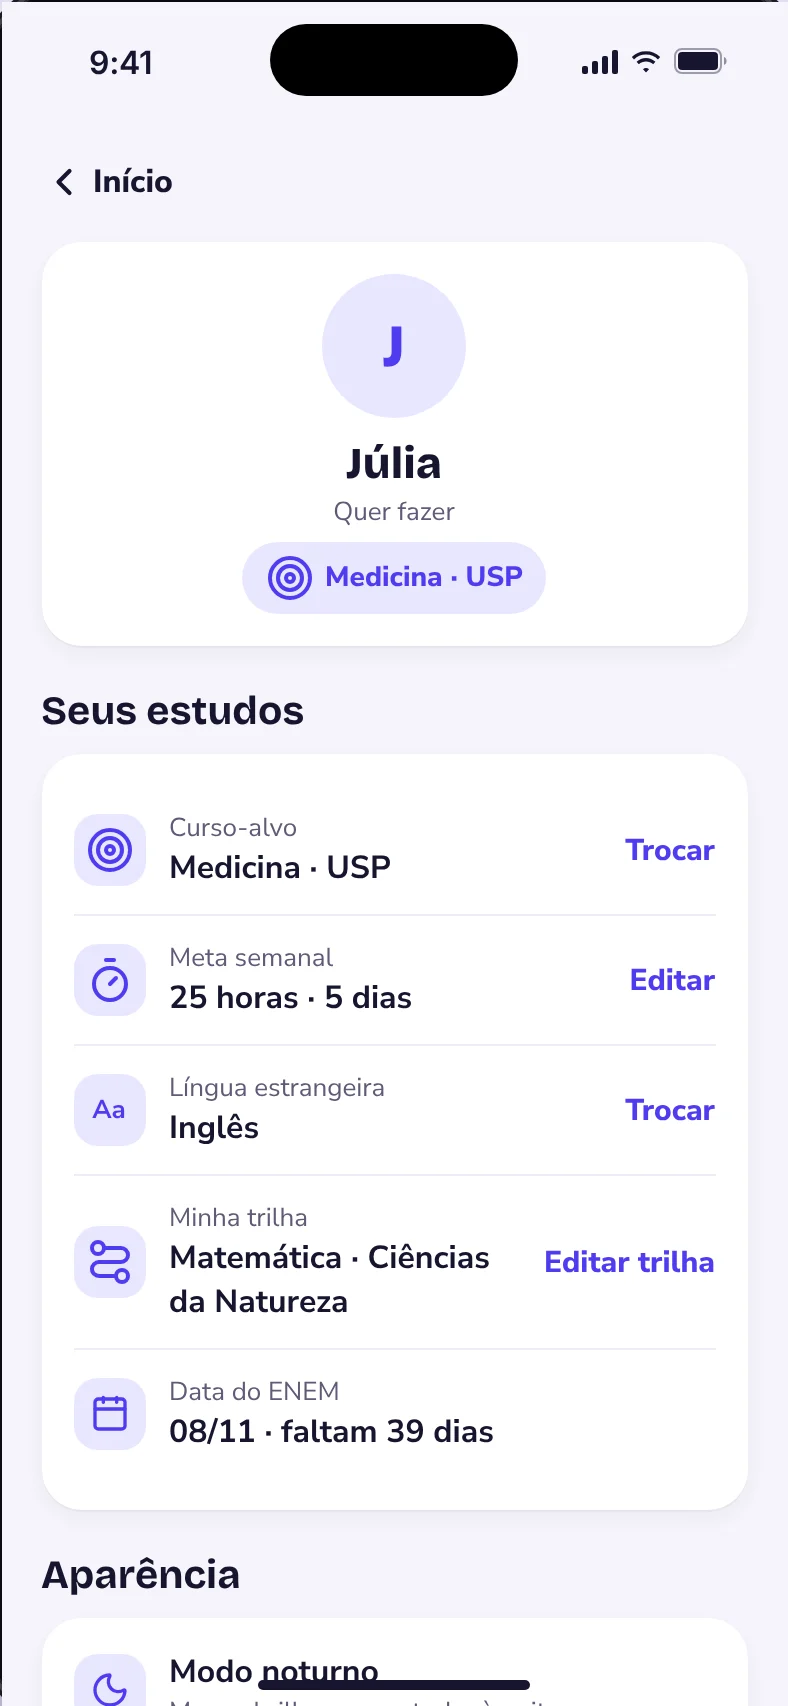 9:41
Início
J
Júlia
Quer fazer
Medicina · USP
Seus estudos
Curso-alvo
Medicina · USP
Trocar
Meta semanal
25 horas · 5 dias
Editar
Aa
Língua estrangeira
Inglês
Trocar
Minha trilha
Matemática · Ciências
da Natureza
Editar trilha
Data do ENEM
08/11 · faltam 39 dias
Aparência
Modo noturno